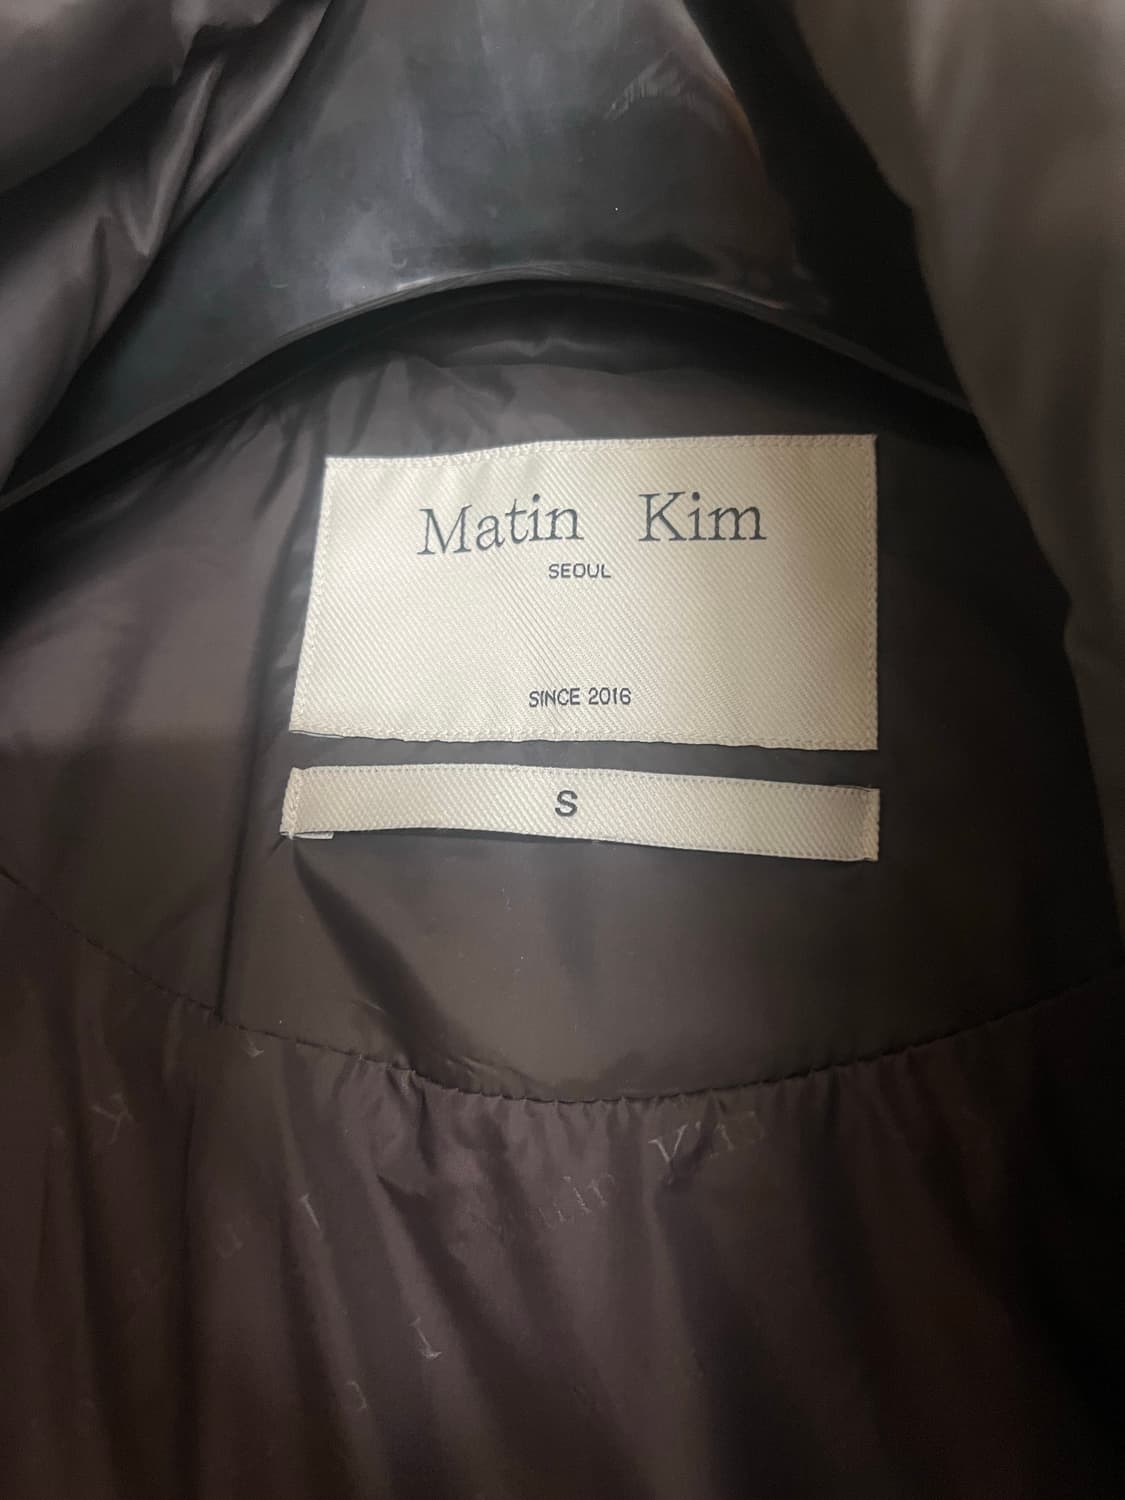 Matin Kim
SEOUL
SINCE 2016
S